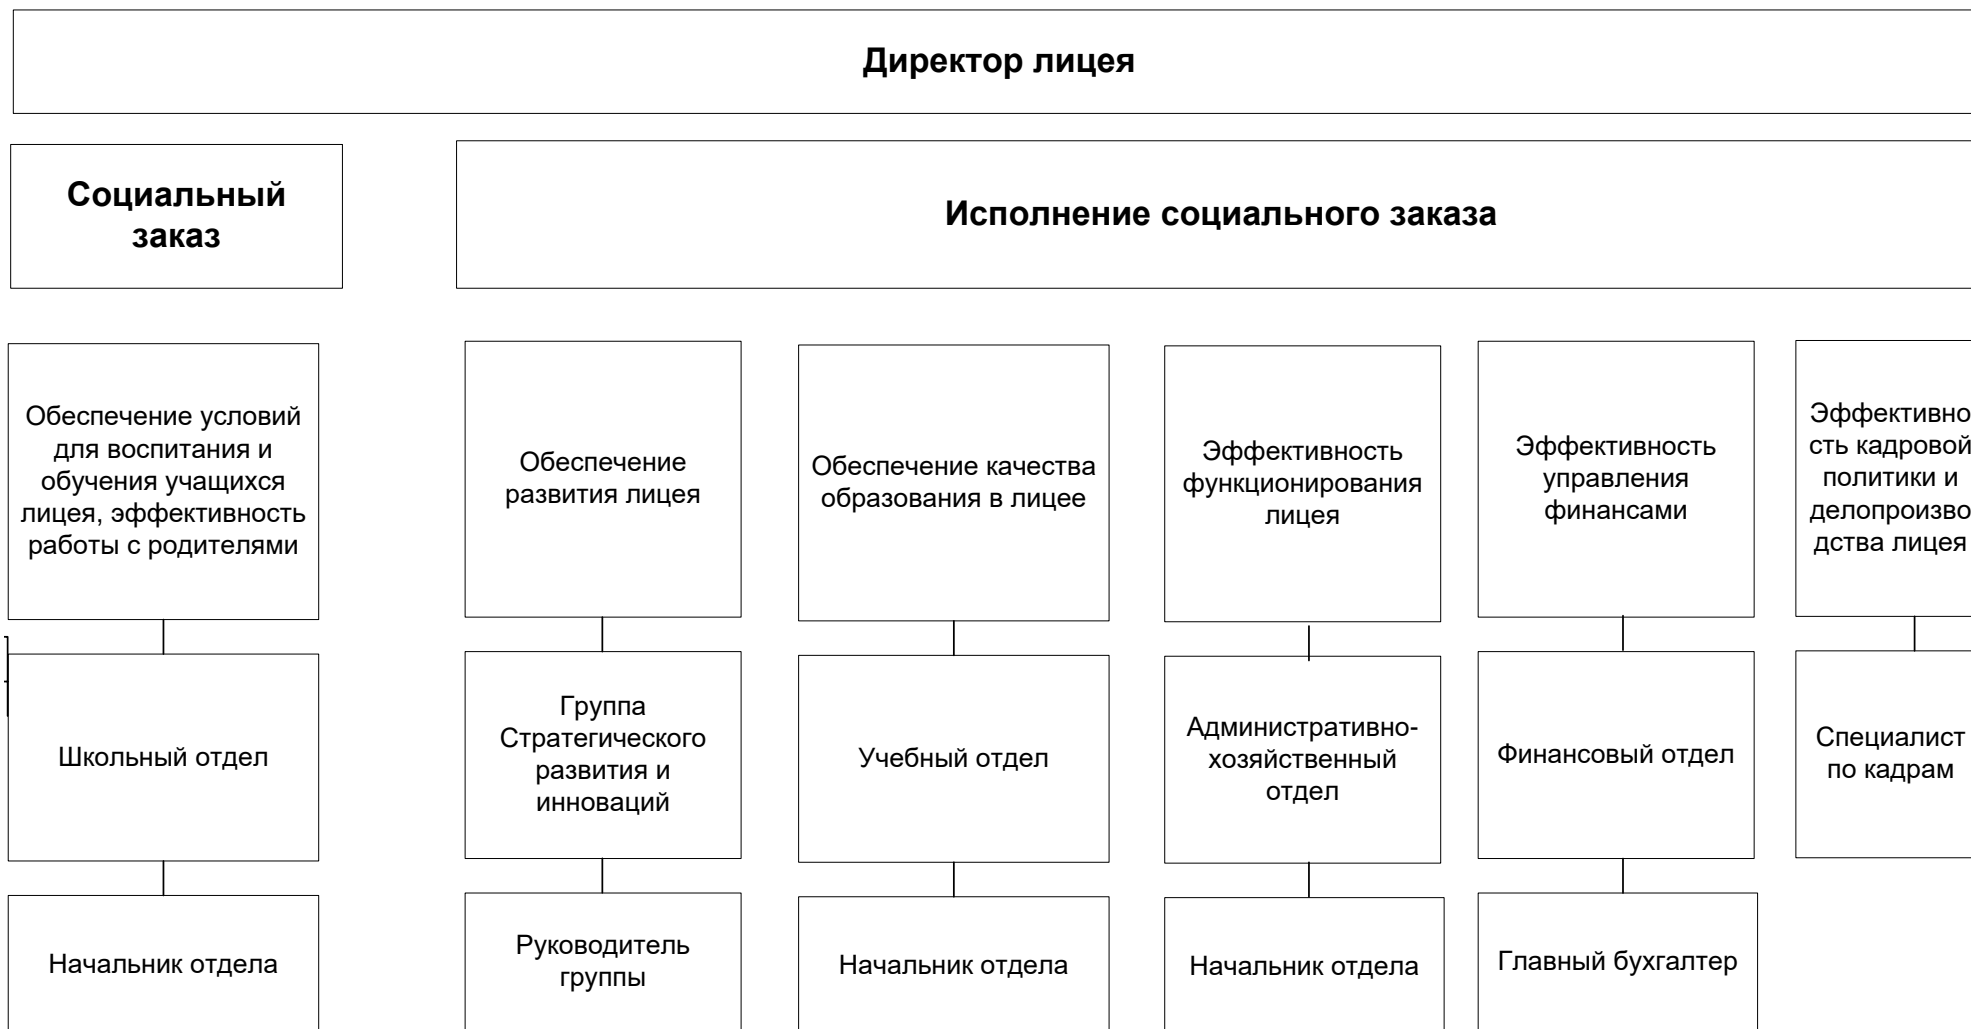 Директор лицея
Социальный
заказ
Исполнение социального заказа
Обеспечение условий
для воспитания и
обучения учащихся
лицея, эффективность
работы с родителями
Обеспечение
развития лицея
Обеспечение качества
образования в лицее
Эффективность
функционирования
лицея
Эффективность
управления
финансами
Эффективно
сть кадровой
политики и
делопроизво
дства лицея
Школьный отдел
Группа
Стратегического
развития и
инноваций
Учебный отдел
Административно-
хозяйственный
отдел
Финансовый отдел
Специалист
по кадрам
Начальник отдела
Руководитель
группы
Начальник отдела
Начальник отдела
Главный бухгалтер